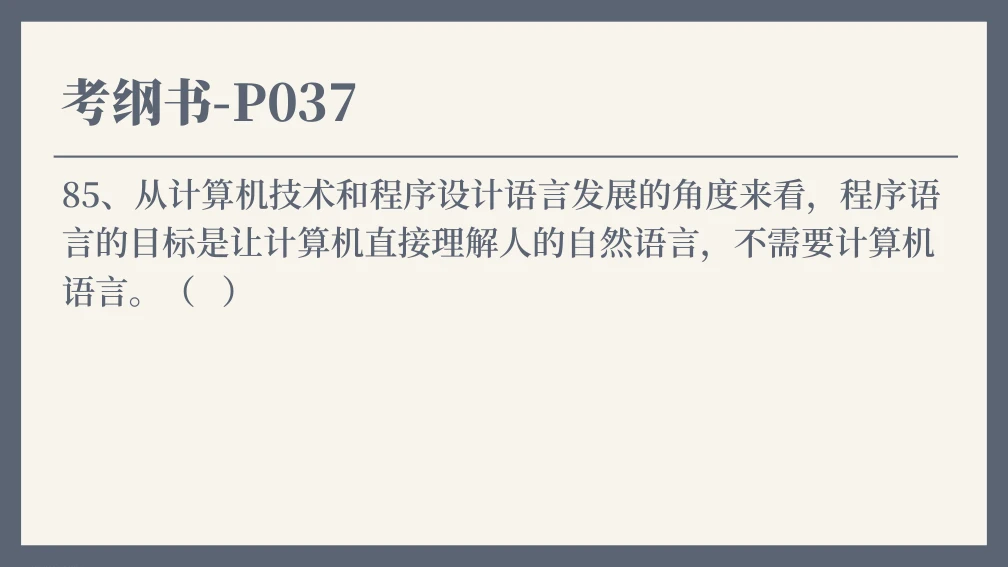 考纲书-P037
85、从计算机技术和程序设计语言发展的角度来看，程序语
言的目标是让计算机直接理解人的自然语言，不需要计算机
语言。（ ）